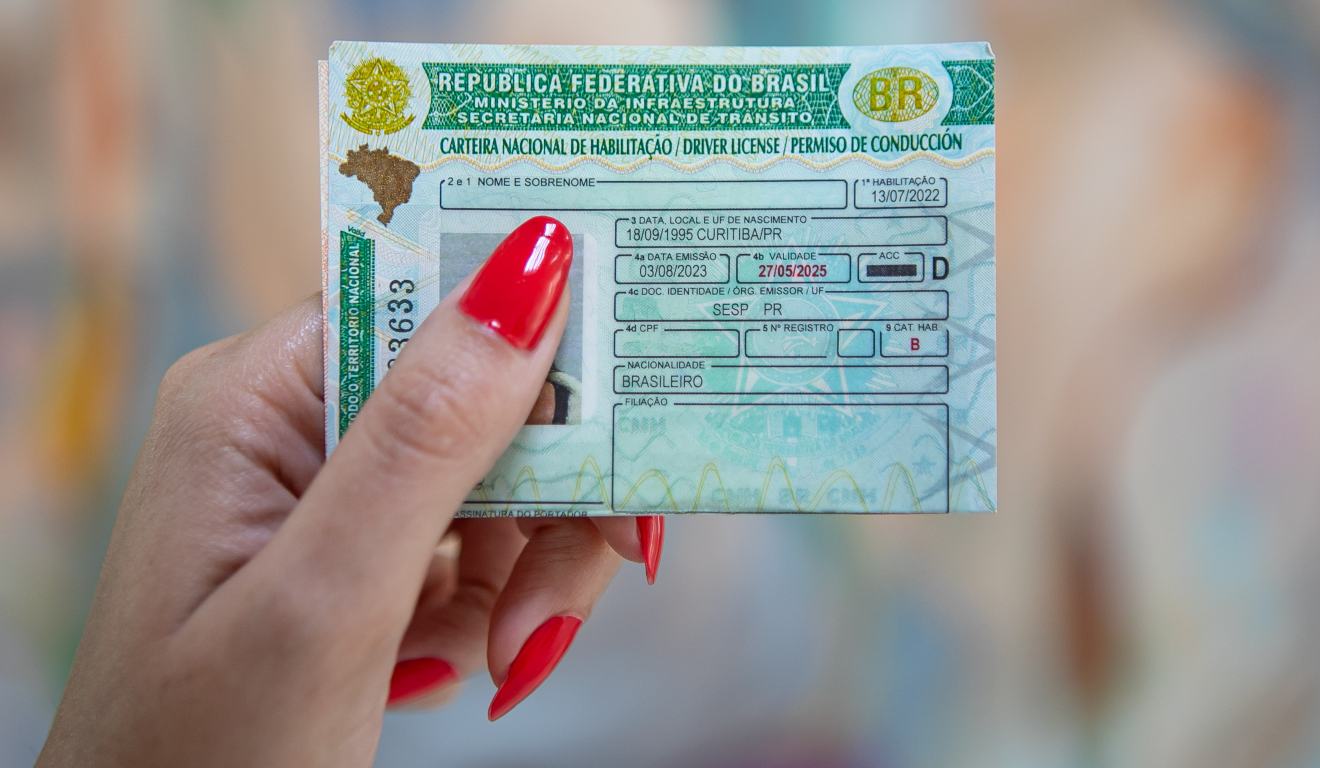 REPÚBLICA FEDERATIVA DO BRASIL
MINISTÉRIO DA INFRAESTRUTURA
SECRETARIA NACIONAL DE TRÂNSITO
BR
CARTEIRA NACIONAL DE HABILITAÇÃO / DRIVER LICENSE / PERMISO DE CONDUCCIÓN
2 e 1 NOME E SOBRENOME
1ª HABILITAÇÃO
13/07/2022
3 DATA, LOCAL E UF DE NASCIMENTO
18/09/1995 CURITIBA/PR
4a DATA EMISSÃO
03/08/2023
4b VALIDADE
27/05/2025
ACC
D
4c DOC. IDENTIDADE / ÓRG. EMISSOR / UF
SESP PR
4d CPF
5 Nº REGISTRO
9 CAT. HAB
B
NACIONALIDADE
BRASILEIRO
FILIAÇÃO
ODO O TERRITÓRIO NACIONAL
3633
ASSINATURA DO PORTADOR